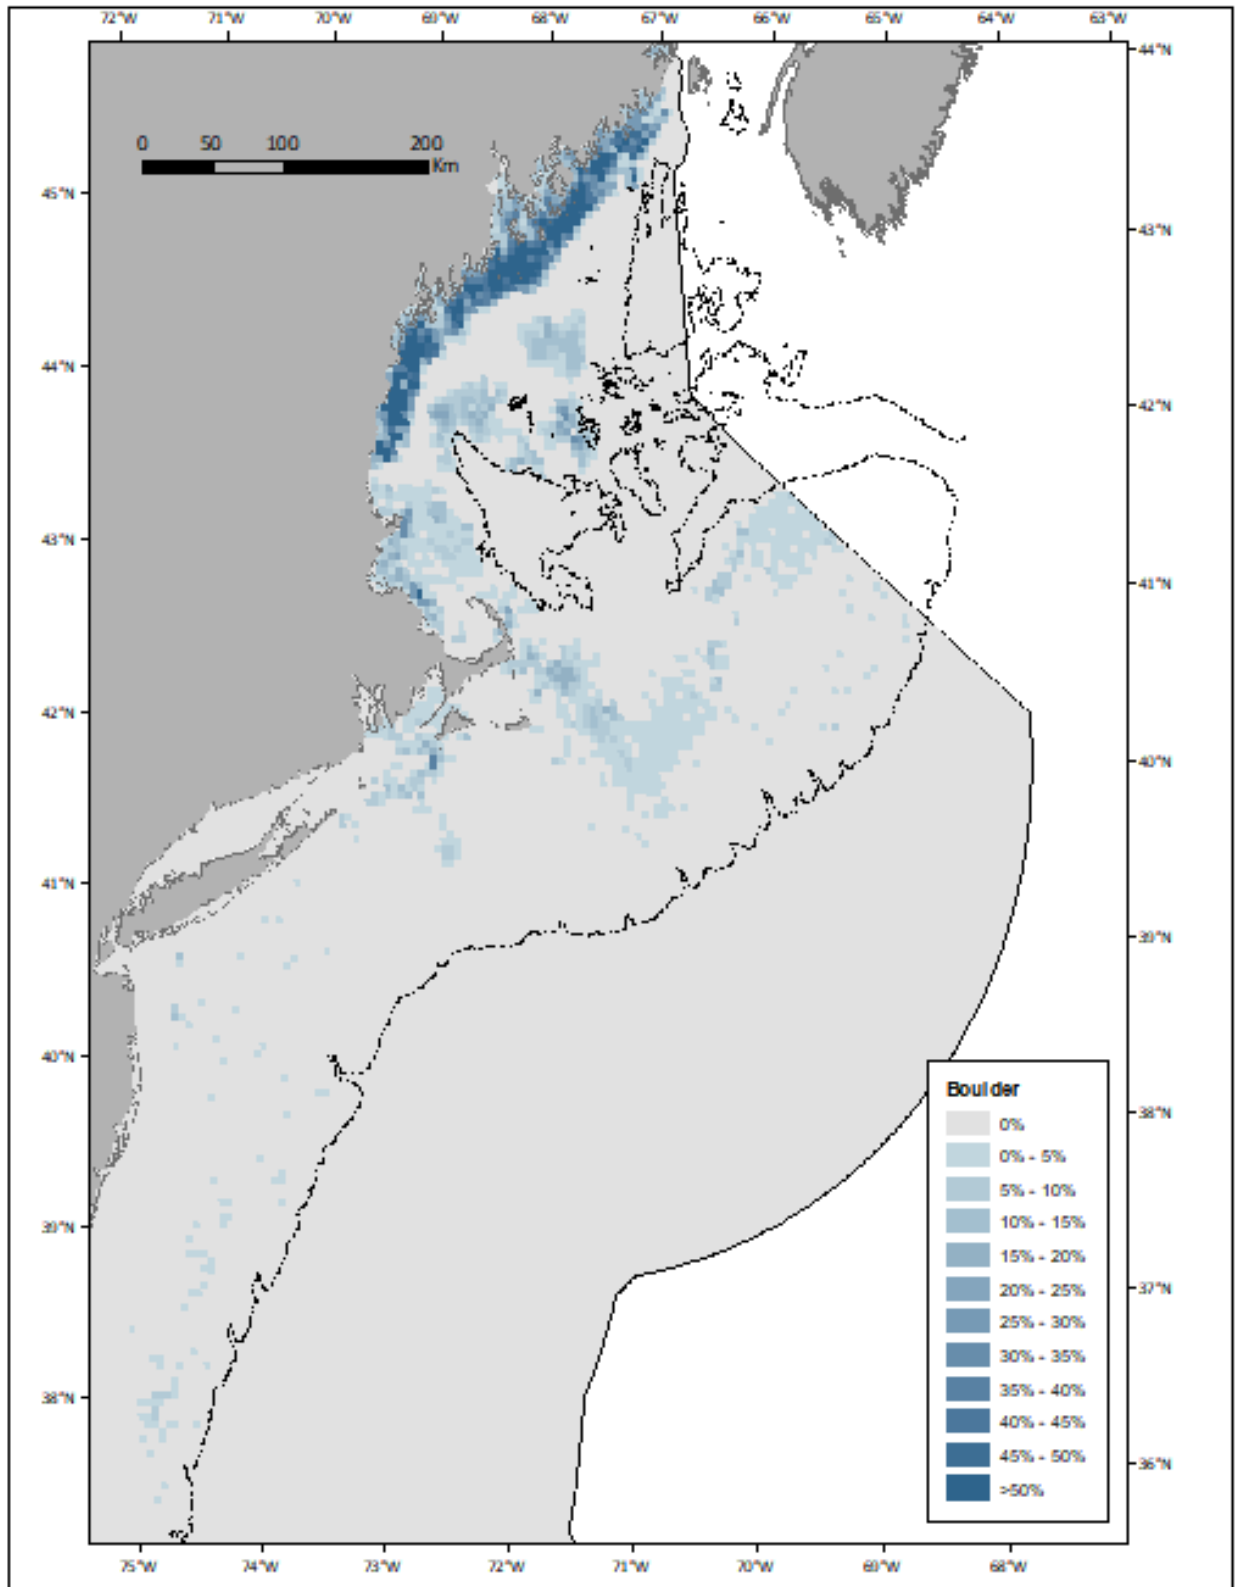 72°W 71°W 70°W 69°W 68°W 67°W 66°W 65°W 64°W 63°W
44°N
0 50 100 200
Km
45°N
43°N
44°N
42°N
43°N
41°N
42°N
40°N
41°N
39°N
40°N
38°N
39°N
37°N
38°N
36°N
Boulder
0%
0% - 5%
5% - 10%
10% - 15%
15% - 20%
20% - 25%
25% - 30%
30% - 35%
35% - 40%
40% - 45%
45% - 50%
>50%
75°W 74°W 73°W 72°W 71°W 70°W 69°W 68°W